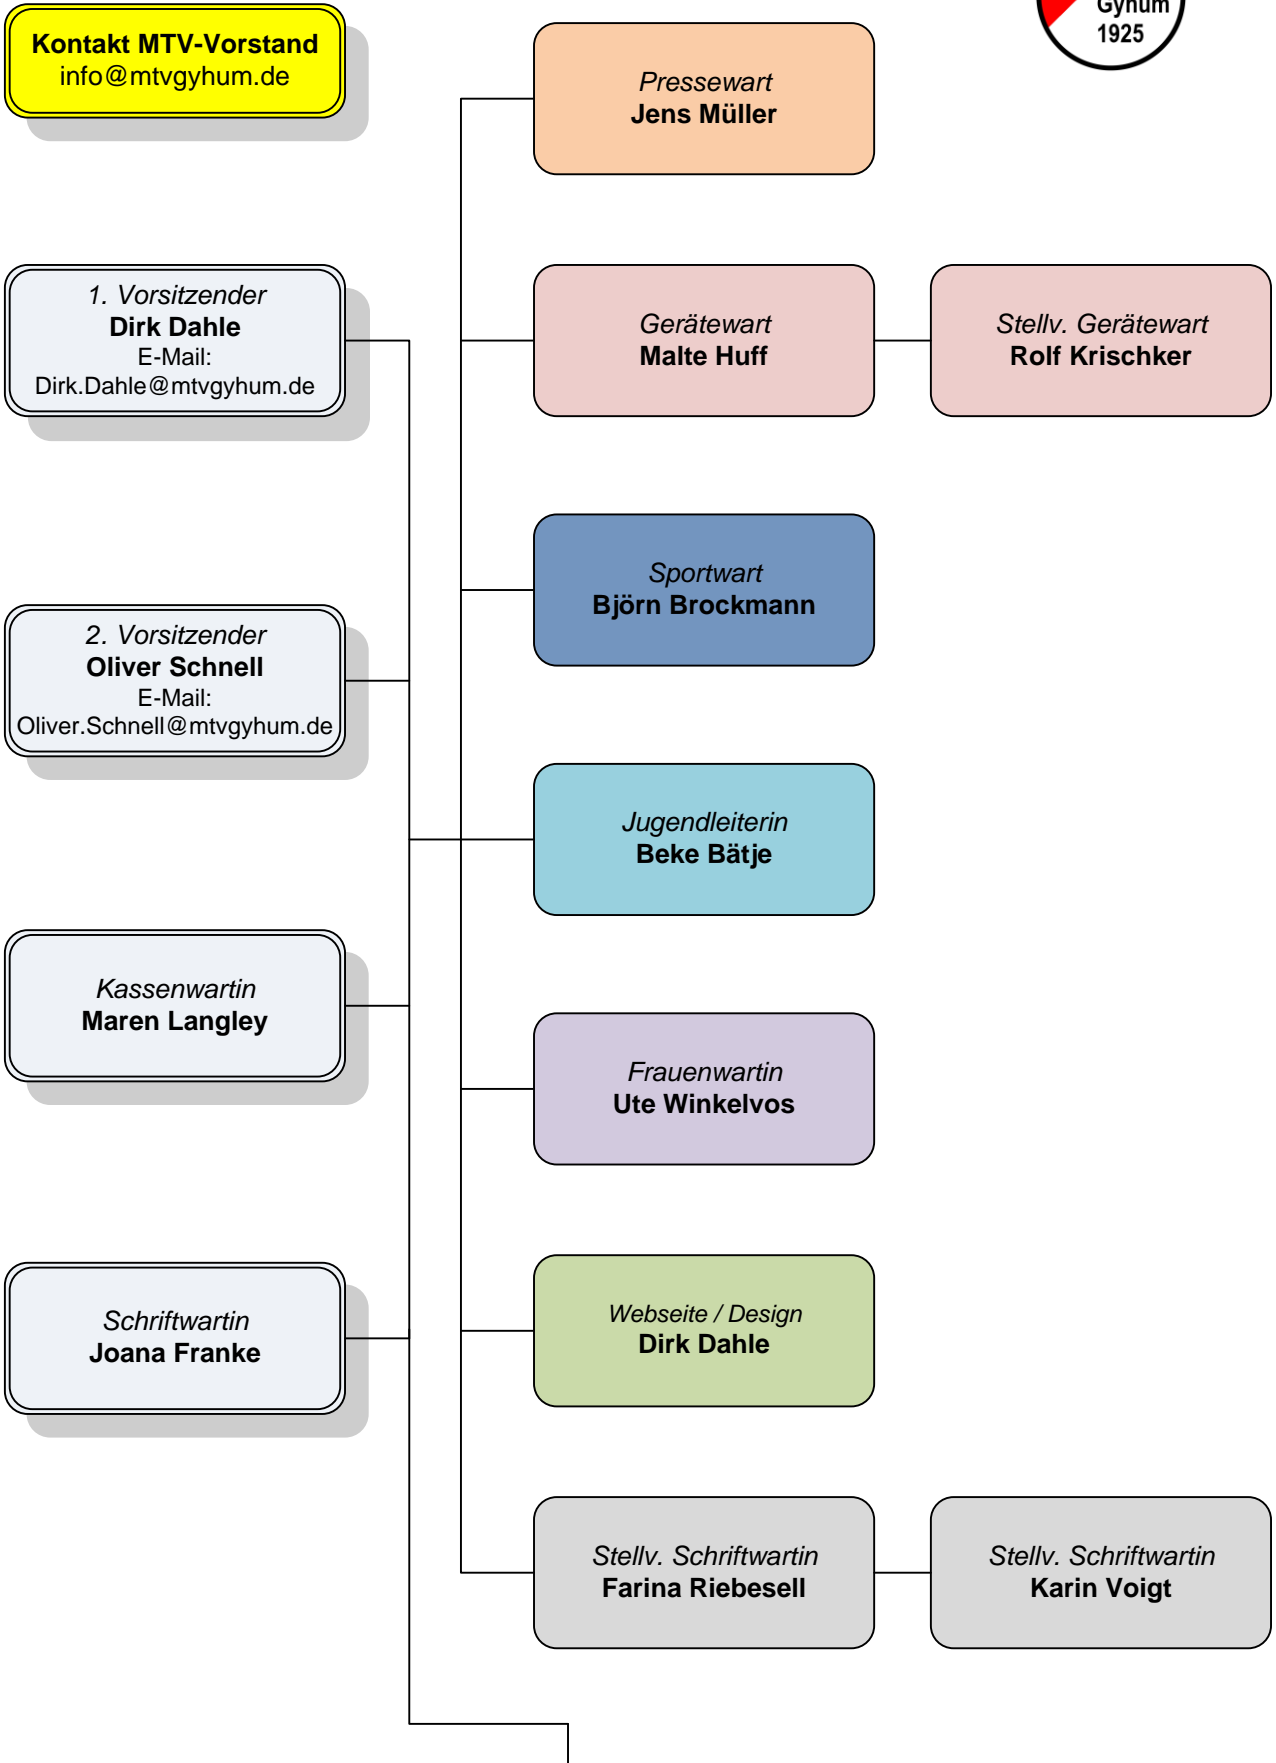 Gyhum
1925
Kontakt MTV-Vorstand
info@mtvgyhum.de
Pressewart
Jens Müller
1. Vorsitzender
Dirk Dahle
E-Mail:
Dirk.Dahle@mtvgyhum.de
Gerätewart
Malte Huff
Stellv. Gerätewart
Rolf Krischker
Sportwart
Björn Brockmann
2. Vorsitzender
Oliver Schnell
E-Mail:
Oliver.Schnell@mtvgyhum.de
Jugendleiterin
Beke Bätje
Kassenwartin
Maren Langley
Frauenwartin
Ute Winkelvos
Schriftwartin
Joana Franke
Webseite / Design
Dirk Dahle
Stellv. Schriftwartin
Farina Riebesell
Stellv. Schriftwartin
Karin Voigt